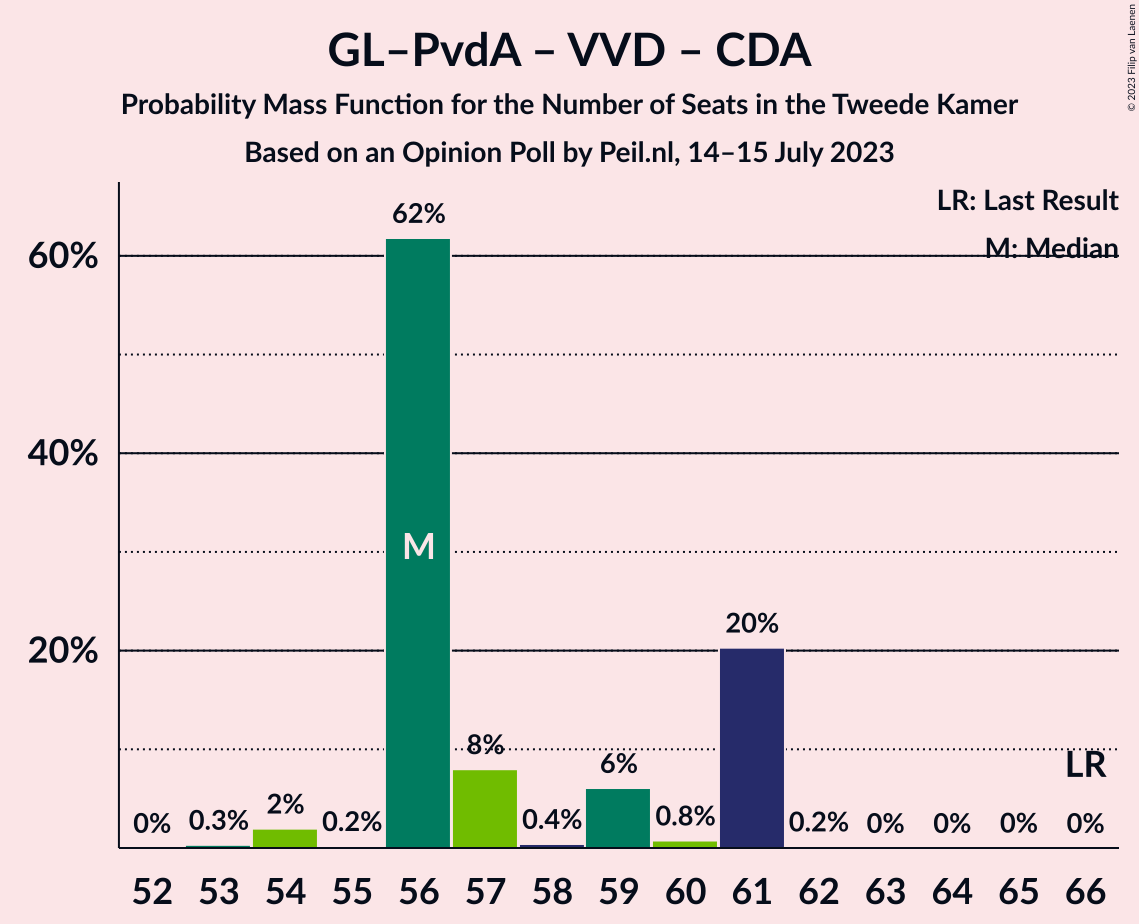 GL–PvdA – VVD – CDA
Probability Mass Function for the Number of Seats in the Tweede Kamer
Based on an Opinion Poll by Peil.nl, 14–15 July 2023
© 2023 Filip van Laenen
LR: Last Result
M: Median
60%
40%
20%
0%
0.3%
2%
0.2%
62%
M
8%
0.4%
6%
0.8%
20%
0.2%
0%
0%
0%
0%
LR
52 53 54 55 56 57 58 59 60 61 62 63 64 65 66